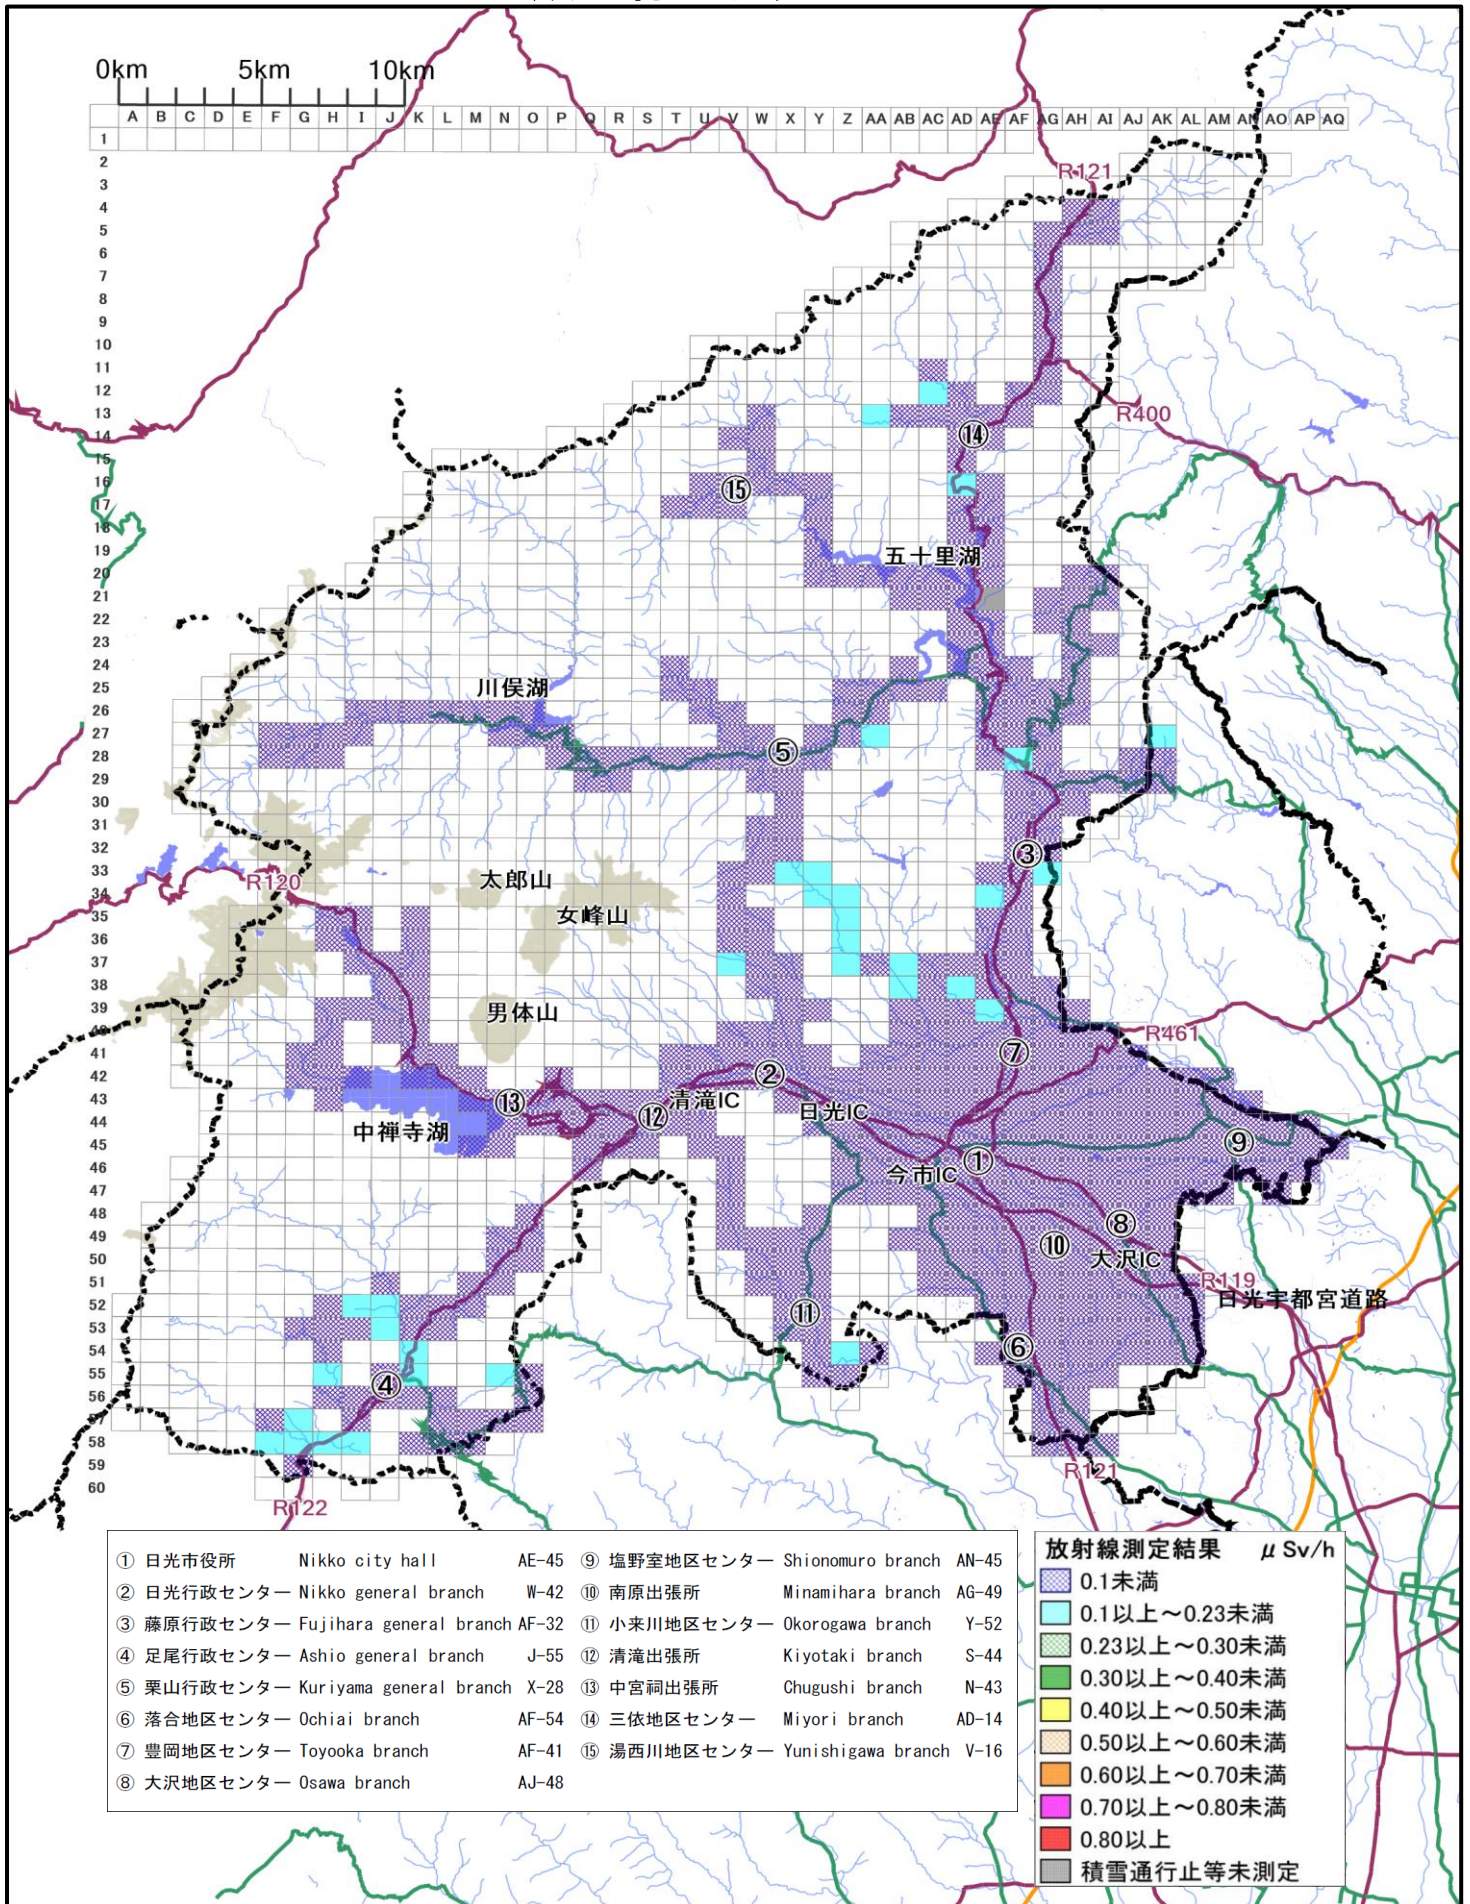 0km 5km 10km
A B C D E F G H I J K L M N O P Q R S T U V W X Y Z AA AB AC AD AE AF AG AH AI AJ AK AL AM AN AO AP AQ
1
2
3
4
5
6
7
8
9
10
11
12
13
14
15
16
17
18
19
20
21
22
23
24
25
26
27
28
29
30
31
32
33
34
35
36
37
38
39
40
41
42
43
44
45
46
47
48
49
50
51
52
53
54
55
56
57
58
59
60
R121
R400
⑭
⑮
五十里湖
川俣湖
⑤
③
R120
太郎山
女峰山
男体山
R461
⑦
②
⑬
清滝IC
⑫
日光IC
中禅寺湖
⑨
①
今市IC
⑧
⑩
大沢IC
R119
日光宇都宮道路
⑪
⑥
④
R121
R122
① 日光市役所 Nikko city hall AE-45
② 日光行政センター Nikko general branch W-42
③ 藤原行政センター Fujihara general branch AF-32
④ 足尾行政センター Ashio general branch J-55
⑤ 栗山行政センター Kuriyama general branch X-28
⑥ 落合地区センター Ochiai branch AF-54
⑦ 豊岡地区センター Toyooka branch AF-41
⑧ 大沢地区センター Osawa branch AJ-48
⑨ 塩野室地区センター Shionomuro branch AN-45
⑩ 南原出張所 Minamihara branch AG-49
⑪ 小来川地区センター Okorogawa branch Y-52
⑫ 清滝出張所 Kiyotaki branch S-44
⑬ 中宮祠出張所 Chugushi branch N-43
⑭ 三依地区センター Miyori branch AD-14
⑮ 湯西川地区センター Yunishigawa branch V-16
放射線測定結果 μSv/h
0.1未満
0.1以上～0.23未満
0.23以上～0.30未満
0.30以上～0.40未満
0.40以上～0.50未満
0.50以上～0.60未満
0.60以上～0.70未満
0.70以上～0.80未満
0.80以上
積雪通行止等未測定